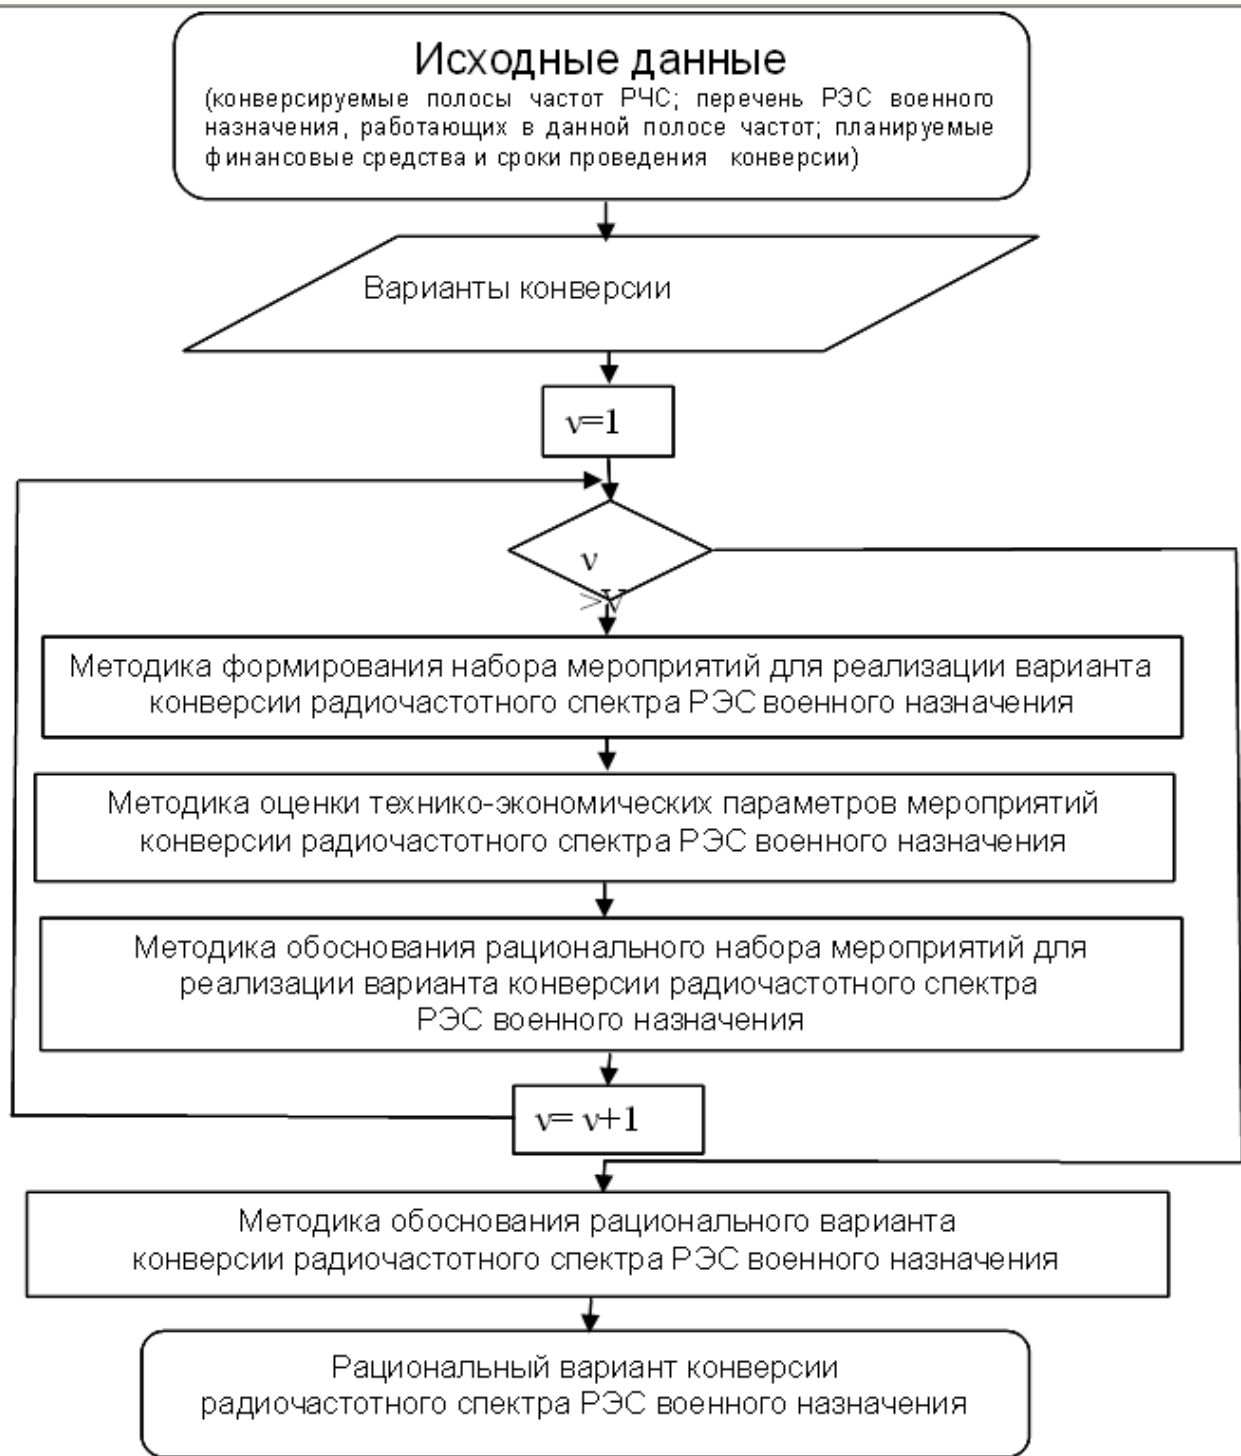 Исходные данные
(конверсируемые полосы частот РЧС; перечень РЭС военного
назначения, работающих в данной полосе частот; планируемые
финансовые средства и сроки проведения конверсии)
Варианты конверсии
v=1
v
>V
Методика формирования набора мероприятий для реализации варианта
конверсии радиочастотного спектра РЭС военного назначения
Методика оценки технико-экономических параметров мероприятий
конверсии радиочастотного спектра РЭС военного назначения
Методика обоснования рационального набора мероприятий для
реализации варианта конверсии радиочастотного спектра
РЭС военного назначения
v= v+1
Методика обоснования рационального варианта
конверсии радиочастотного спектра РЭС военного назначения
Рациональный вариант конверсии
радиочастотного спектра РЭС военного назначения